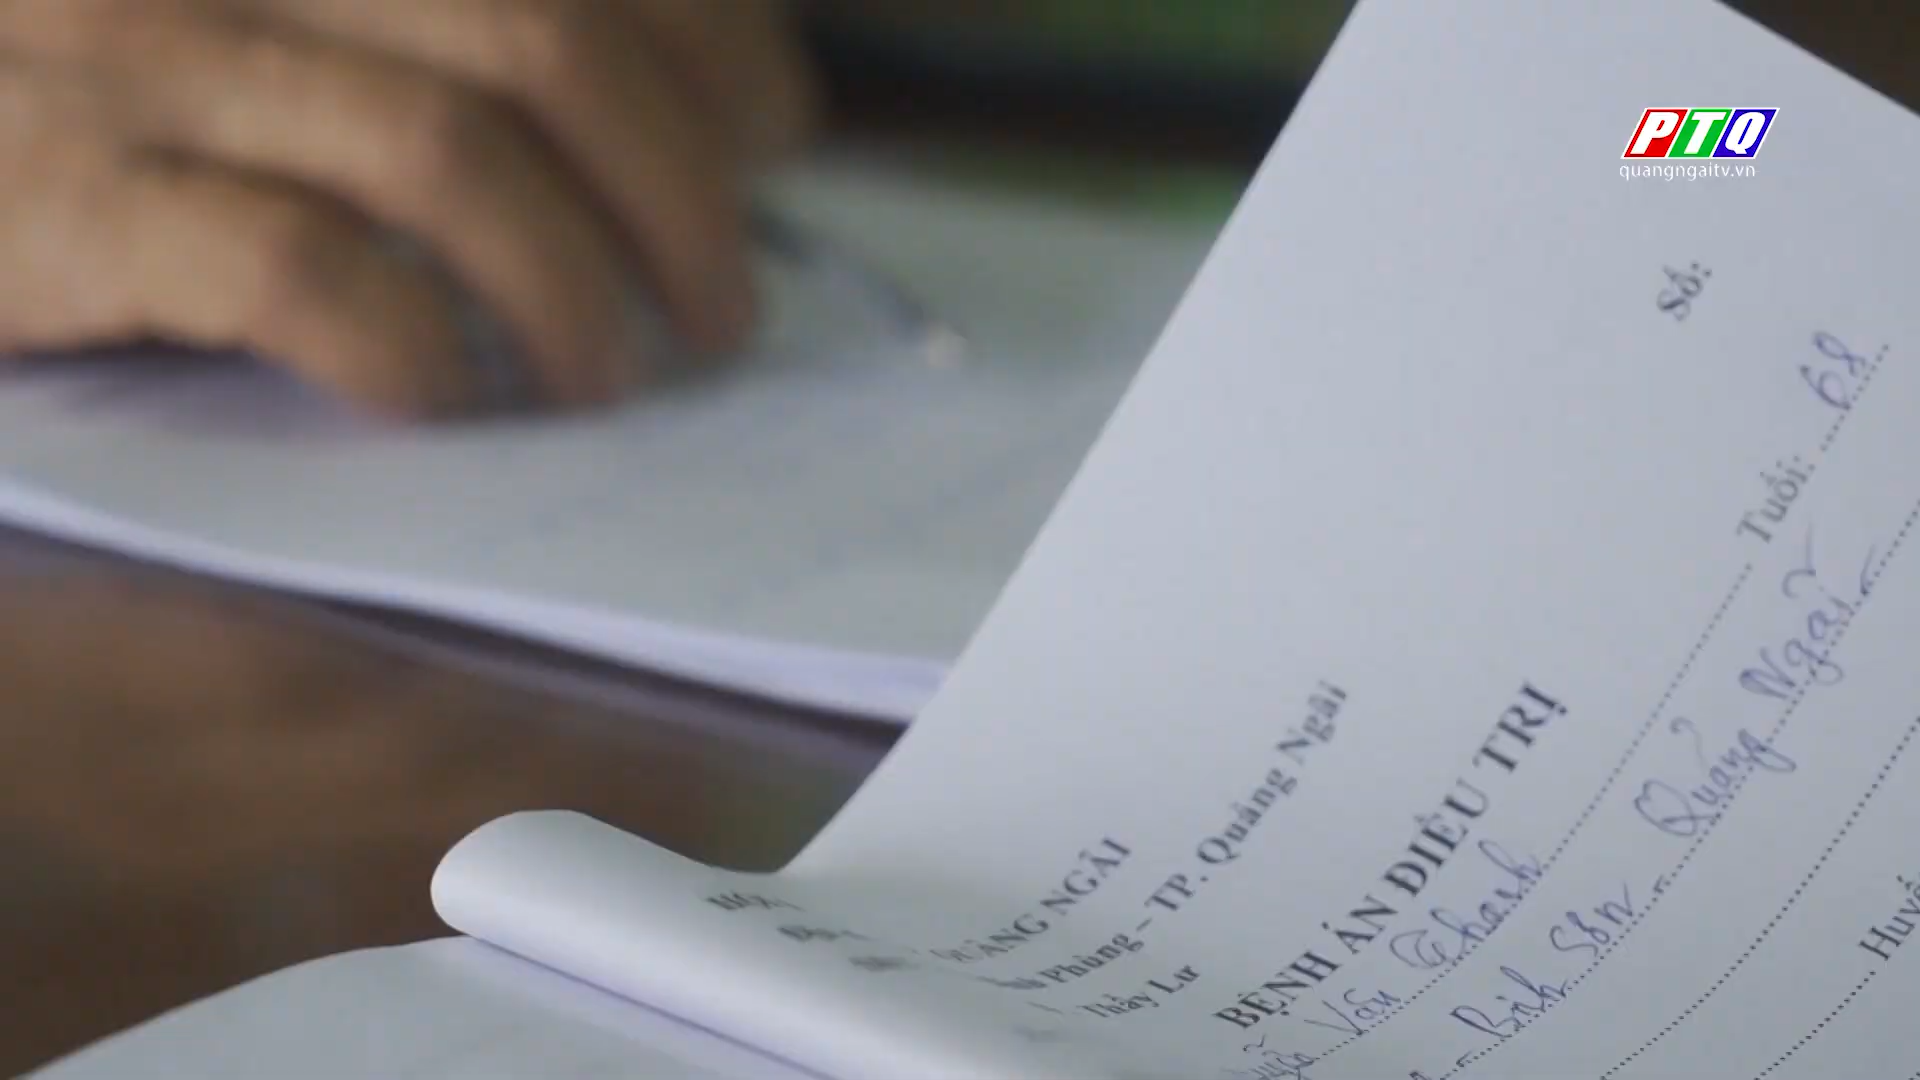 PTQ
quangngaitv.vn
Số:
QUẢNG NGÃI
Phùng – TP. Quảng Ngãi
Thầy Lư
BỆNH ÁN ĐIỀU TRỊ
Văn Thanh Tuổi: 68
Bình Sơn Quảng Ngãi